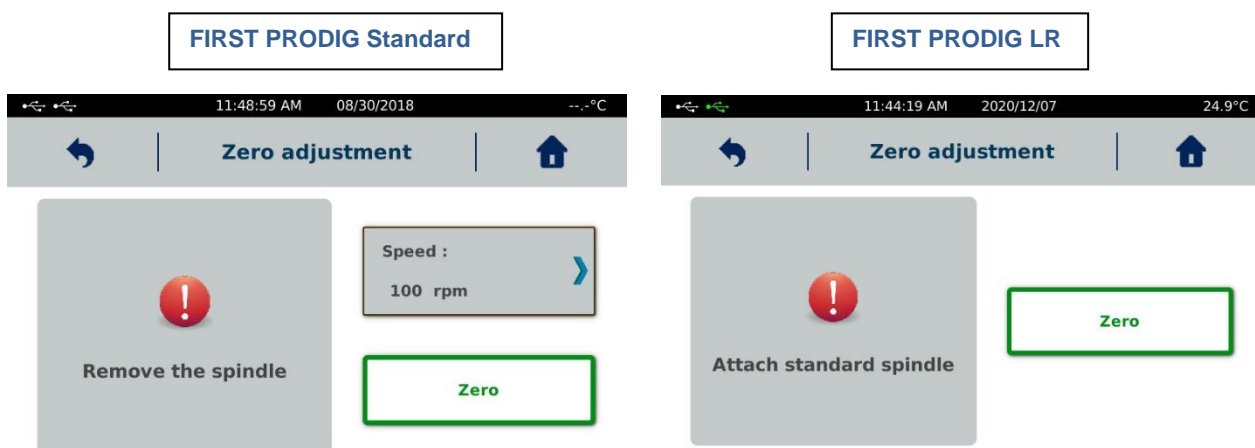 FIRST PRODIG Standard
11:48:59 AM 08/30/2018 --.-°C
Zero adjustment
Remove the spindle
Speed :
100 rpm
Zero
FIRST PRODIG LR
11:44:19 AM 2020/12/07 24.9°C
Zero adjustment
Attach standard spindle
Zero